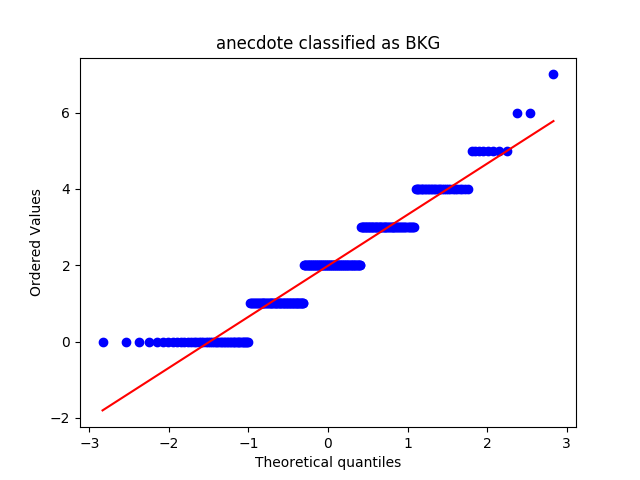 anecdote classified as BKG
Ordered Values
6
4
2
0
−2
−3 −2 −1 0 1 2 3
Theoretical quantiles